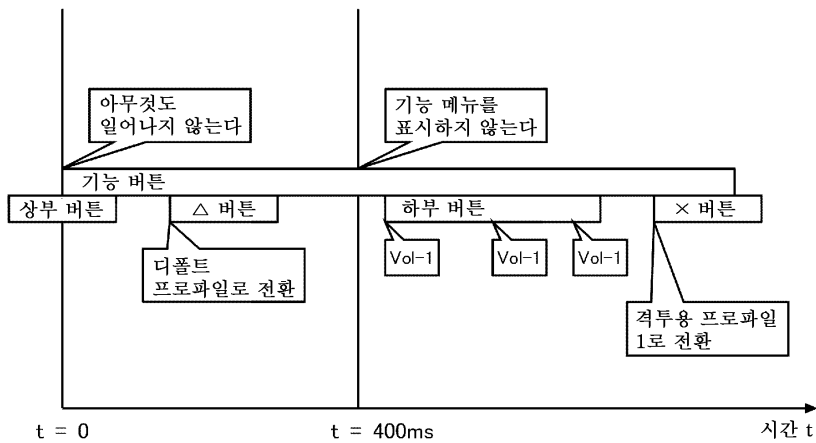 아무것도
일어나지 않는다
기능 메뉴를
표시하지 않는다
기능 버튼
상부 버튼
△ 버튼
하부 버튼
× 버튼
Vol-1
Vol-1
Vol-1
디폴트
프로파일로 전환
격투용 프로파일
1로 전환
t = 0
t = 400ms
시간 t